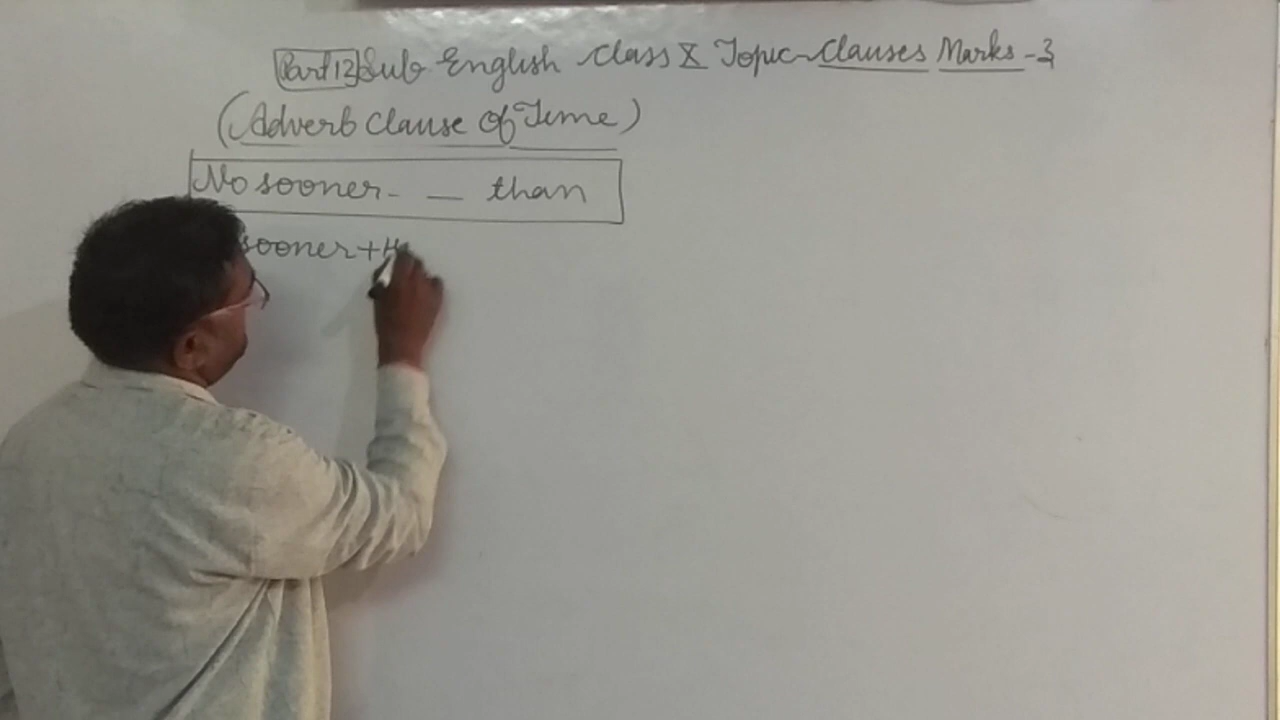 Part 12 Sub English Class X Topic - Clauses Marks - 3
(Adverb Clause Of Time)
No sooner - — than
sooner + H